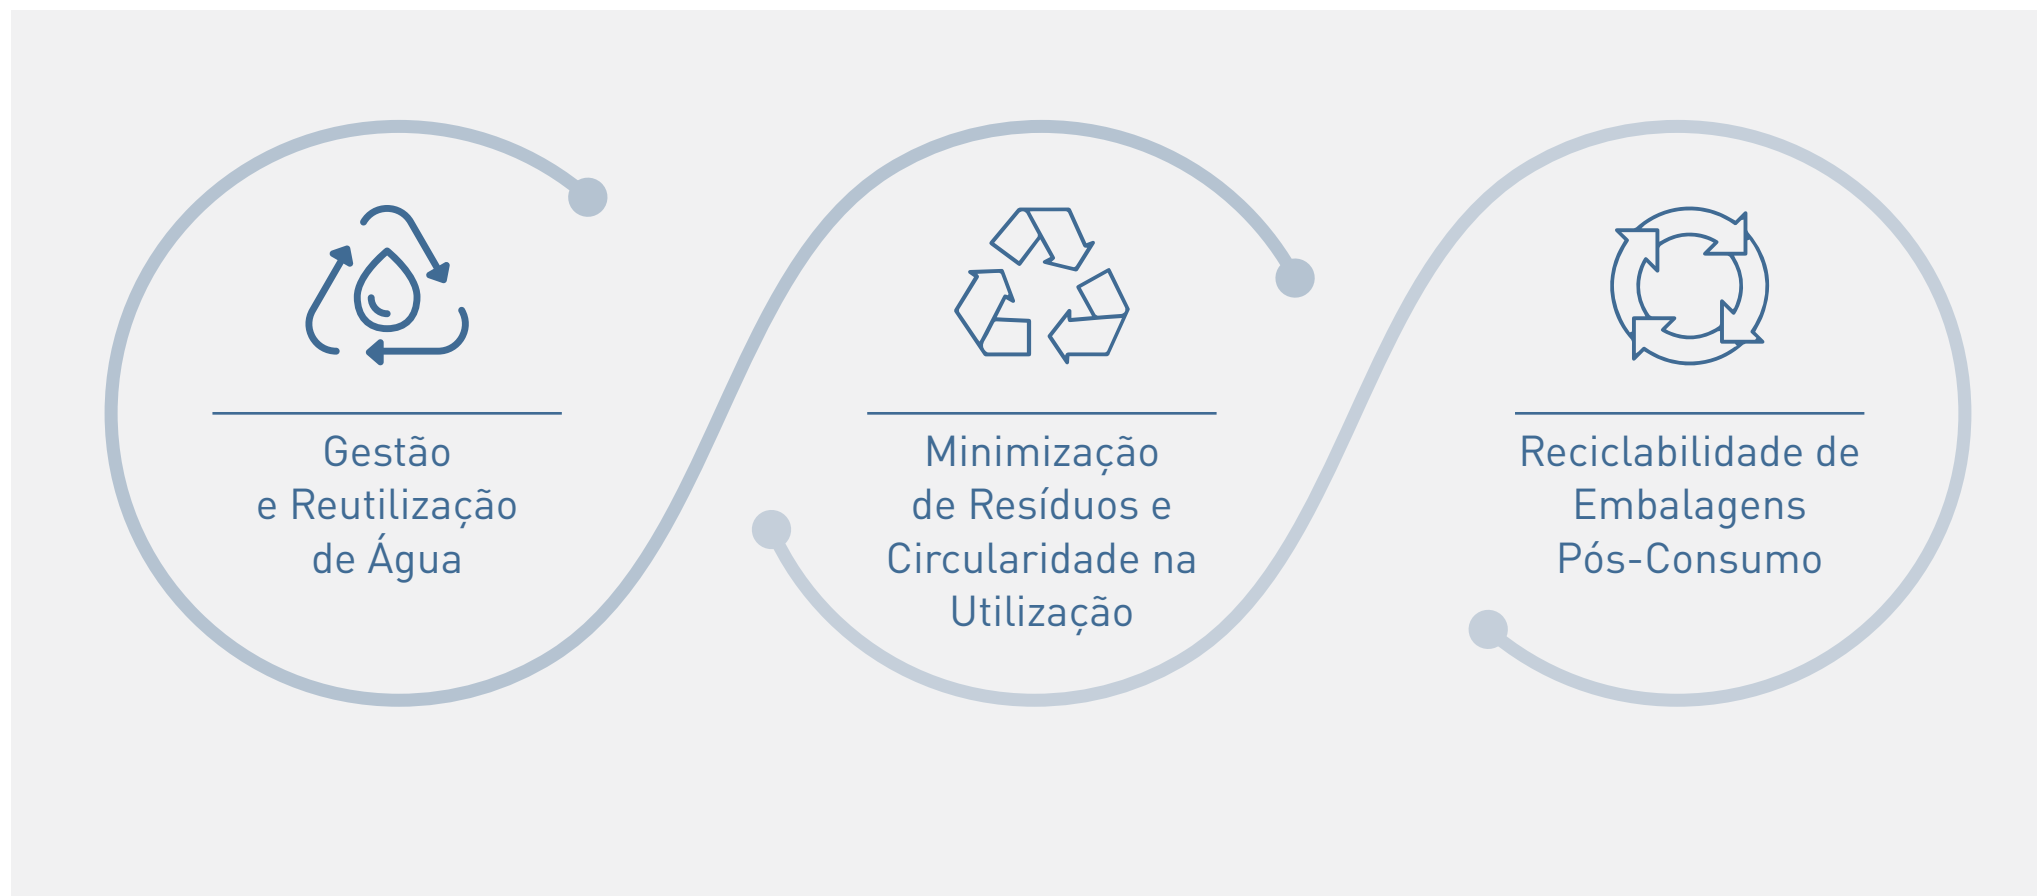 Gestão
e Reutilização
de Água
Minimização
de Resíduos e
Circularidade na
Utilização
Reciclabilidade de
Embalagens
Pós-Consumo